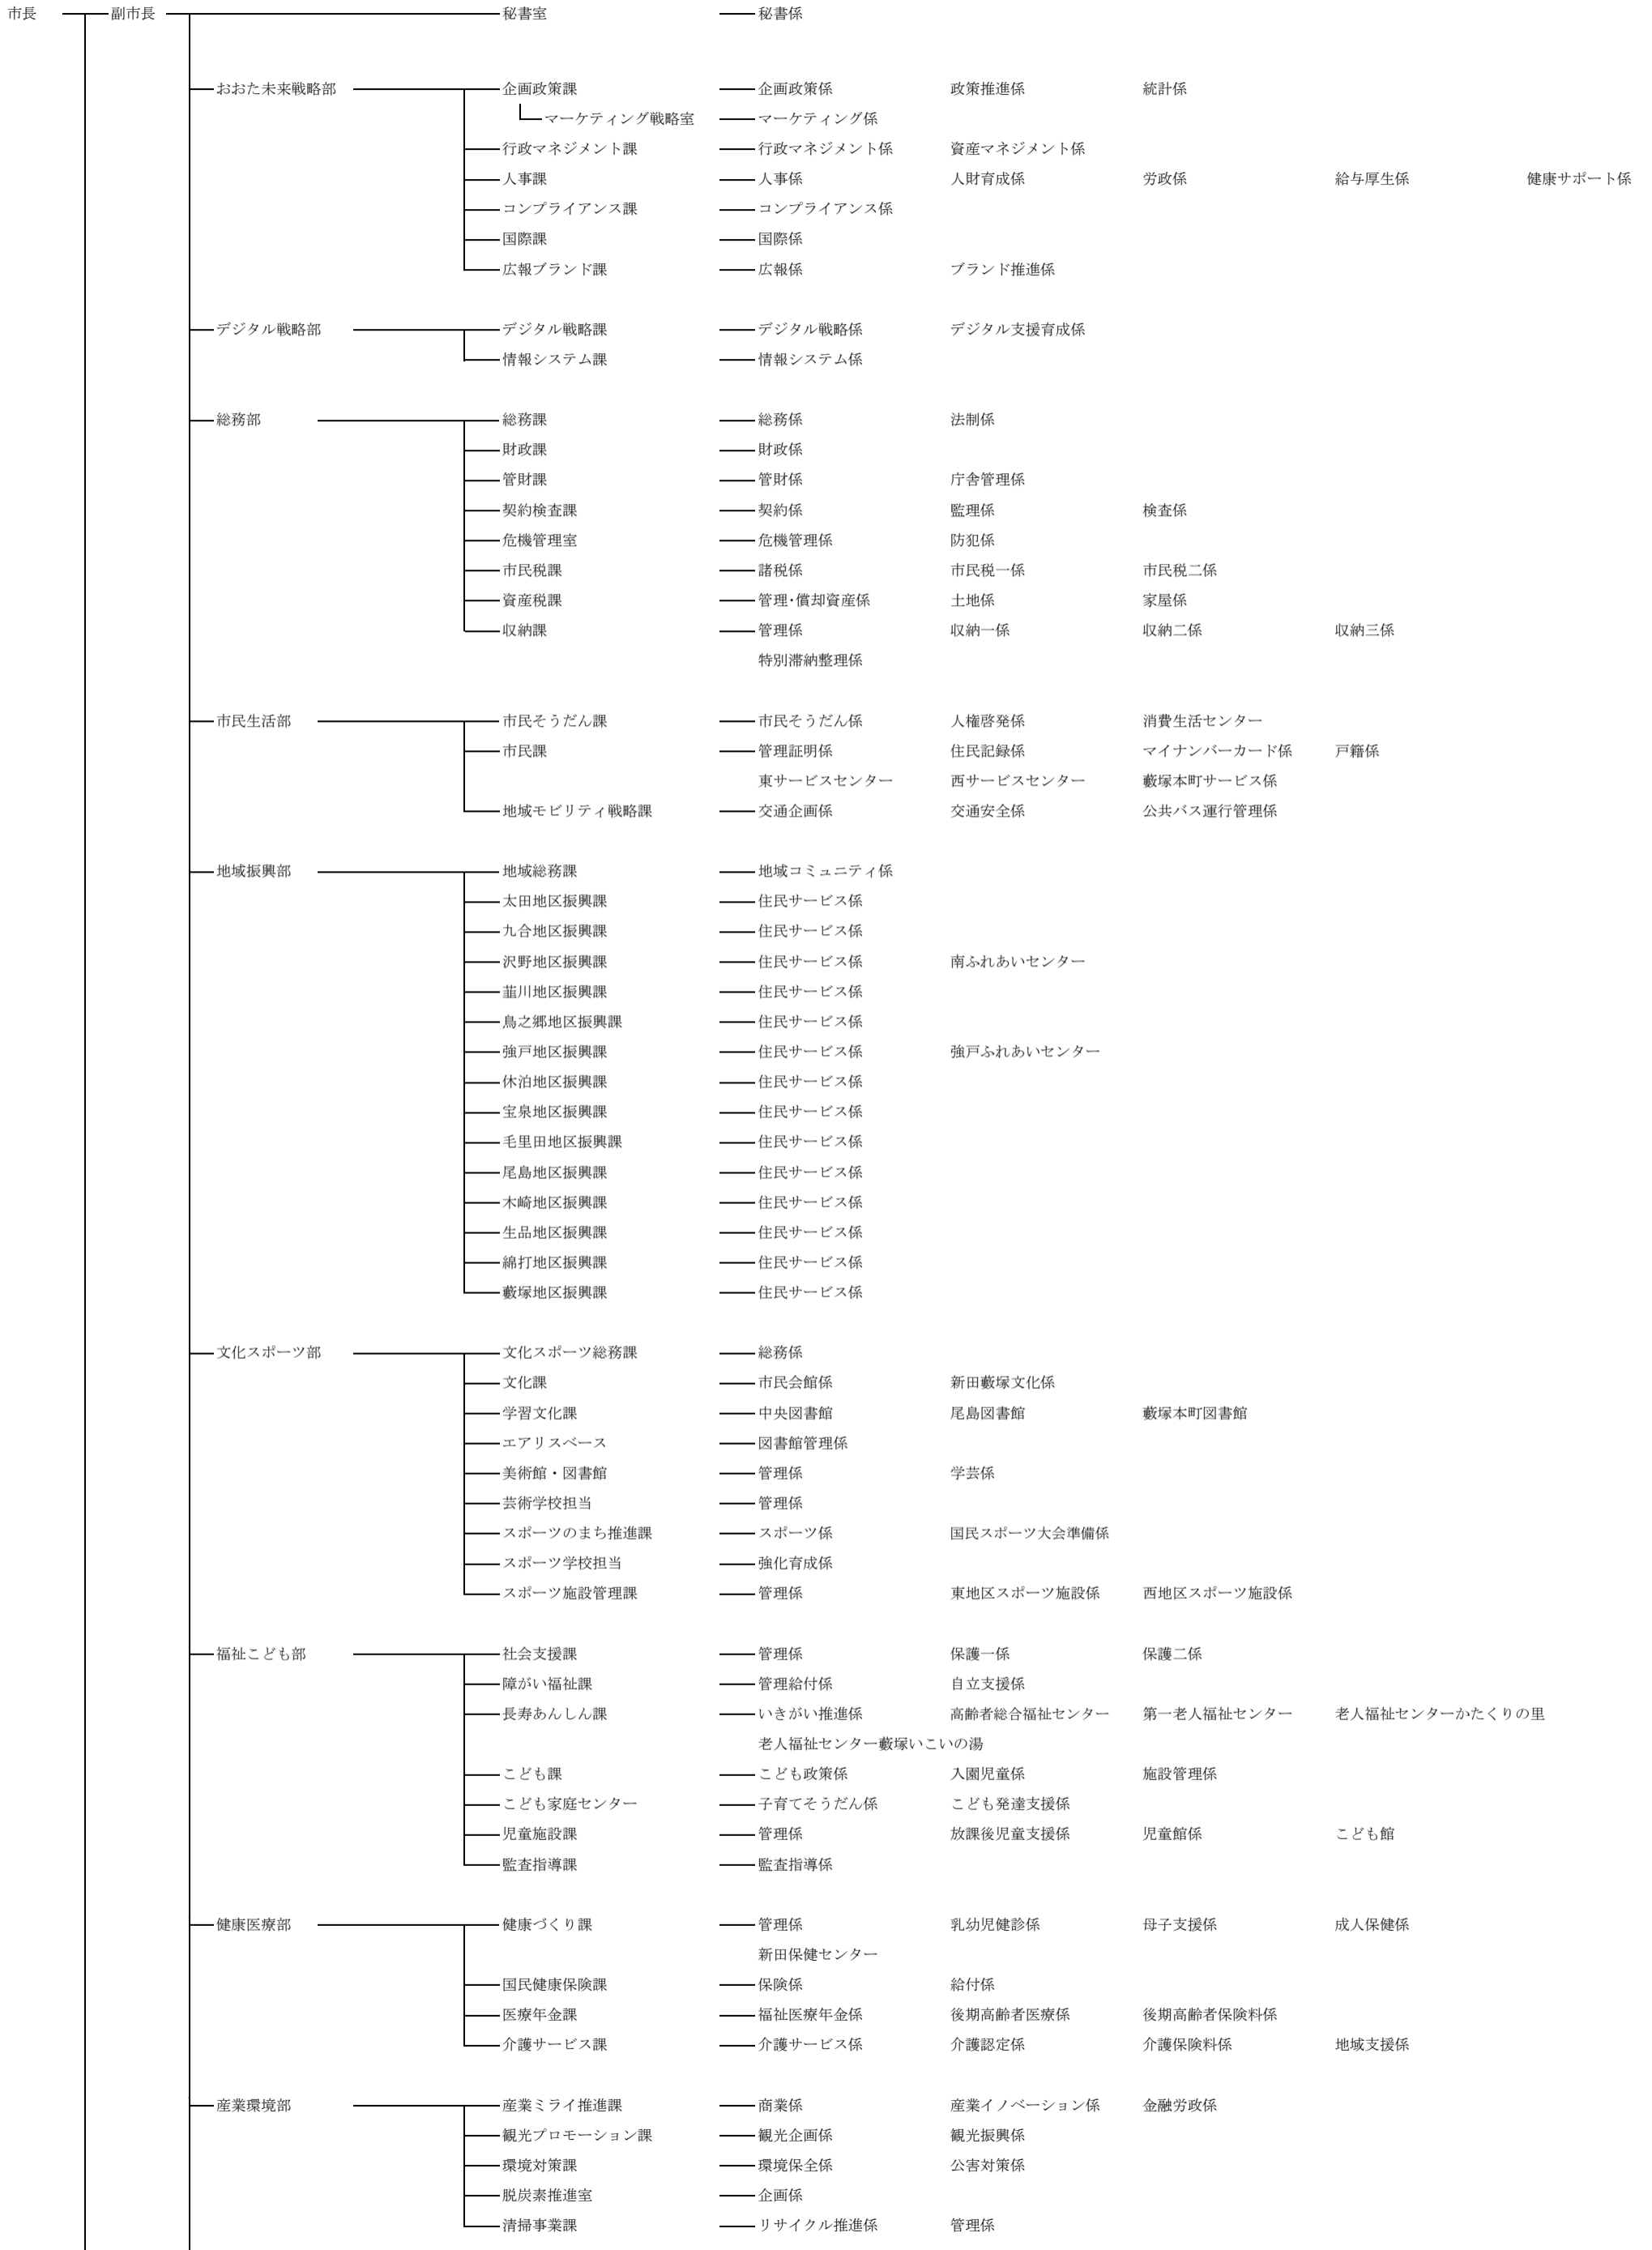 市長 副市長 秘書室 秘書係
おおた未来戦略部 企画政策課 企画政策係 政策推進係 統計係
マーケティング戦略室 マーケティング係
行政マネジメント課 行政マネジメント係 資産マネジメント係
人事課 人事係 人財育成係 労政係 給与厚生係 健康サポート係
コンプライアンス課 コンプライアンス係
国際課 国際係
広報ブランド課 広報係 ブランド推進係
デジタル戦略部 デジタル戦略課 デジタル戦略係 デジタル支援育成係
情報システム課 情報システム係
総務部 総務課 総務係 法制係
財政課 財政係
管財課 管財係 庁舎管理係
契約検査課 契約係 監理係 検査係
危機管理室 危機管理係 防犯係
市民税課 諸税係 市民税一係 市民税二係
資産税課 管理・償却資産係 土地係 家屋係
収納課 管理係 収納一係 収納二係 収納三係
特別滞納整理係
市民生活部 市民そうだん課 市民そうだん係 人権啓発係 消費生活センター
市民課 管理証明係 住民記録係 マイナンバーカード係 戸籍係
東サービスセンター 西サービスセンター 藪塚本町サービス係
地域モビリティ戦略課 交通企画係 交通安全係 公共バス運行管理係
地域振興部 地域総務課 地域コミュニティ係
太田地区振興課 住民サービス係
九合地区振興課 住民サービス係
沢野地区振興課 住民サービス係 南ふれあいセンター
韮川地区振興課 住民サービス係
鳥之郷地区振興課 住民サービス係
強戸地区振興課 住民サービス係 強戸ふれあいセンター
休泊地区振興課 住民サービス係
宝泉地区振興課 住民サービス係
毛里田地区振興課 住民サービス係
尾島地区振興課 住民サービス係
木崎地区振興課 住民サービス係
生品地区振興課 住民サービス係
綿打地区振興課 住民サービス係
藪塚地区振興課 住民サービス係
文化スポーツ部 文化スポーツ総務課 総務係
文化課 市民会館係 新田藪塚文化係
学習文化課 中央図書館 尾島図書館 藪塚本町図書館
エアリスベース 図書館管理係
美術館・図書館 管理係 学芸係
芸術学校担当 管理係
スポーツのまち推進課 スポーツ係 国民スポーツ大会準備係
スポーツ学校担当 強化育成係
スポーツ施設管理課 管理係 東地区スポーツ施設係 西地区スポーツ施設係
福祉こども部 社会支援課 管理係 保護一係 保護二係
障がい福祉課 管理給付係 自立支援係
長寿あんしん課 いきがい推進係 高齢者総合福祉センター 第一老人福祉センター 老人福祉センターかたくりの里
老人福祉センター藪塚いこいの湯
こども課 こども政策係 入園児童係 施設管理係
こども家庭センター 子育てそうだん係 こども発達支援係
児童施設課 管理係 放課後児童支援係 児童館係 こども館
監査指導課 監査指導係
健康医療部 健康づくり課 管理係 乳幼児健診係 母子支援係 成人保健係
新田保健センター
国民健康保険課 保険係 給付係
医療年金課 福祉医療年金係 後期高齢者医療係 後期高齢者保険料係
介護サービス課 介護サービス係 介護認定係 介護保険料係 地域支援係
産業環境部 産業ミライ推進課 商業係 産業イノベーション係 金融労政係
観光プロモーション課 観光企画係 観光振興係
環境対策課 環境保全係 公害対策係
脱炭素推進室 企画係
清掃事業課 リサイクル推進係 管理係